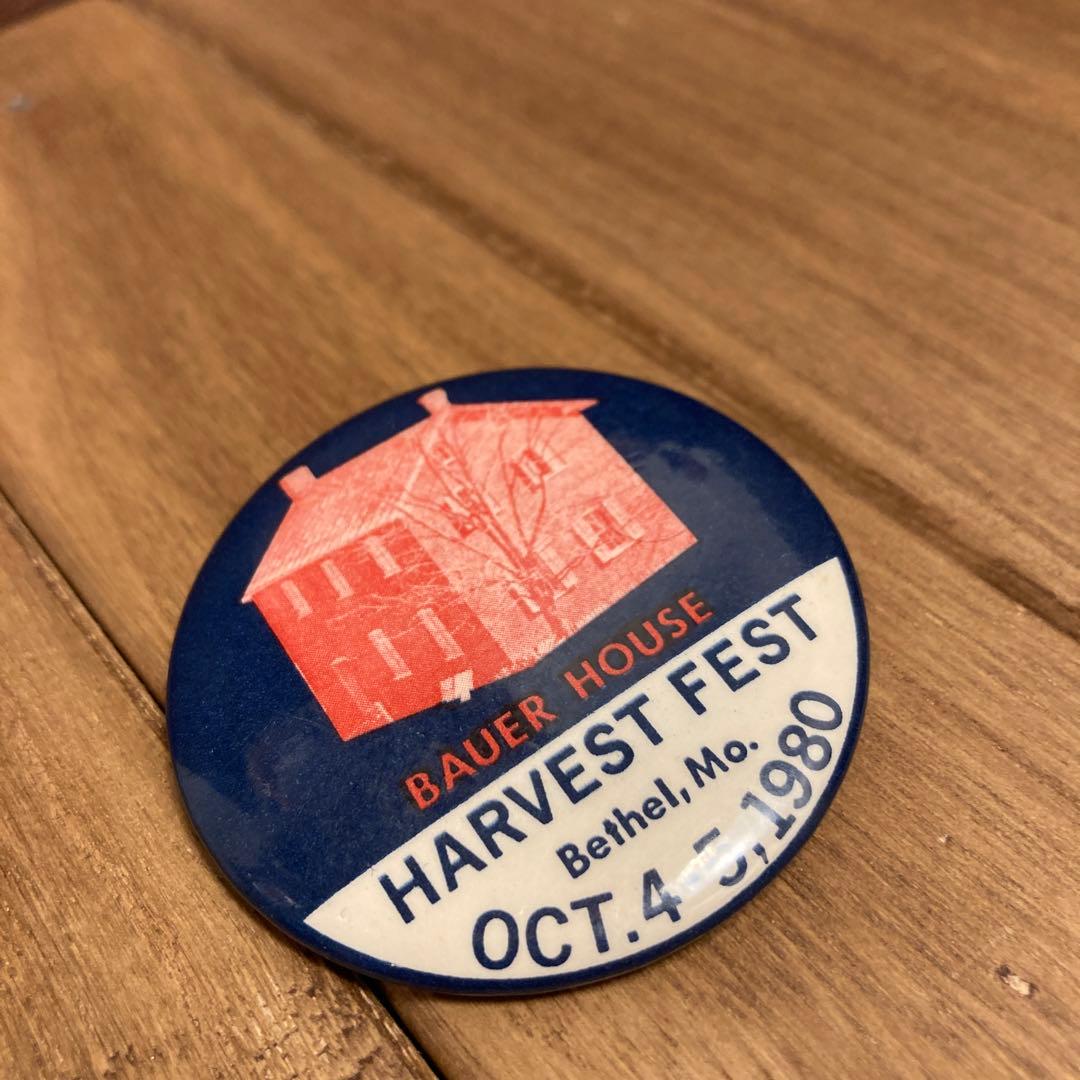 BAUER HOUSE
HARVEST FEST
Bethel, Mo.
OCT. 4-5, 1980